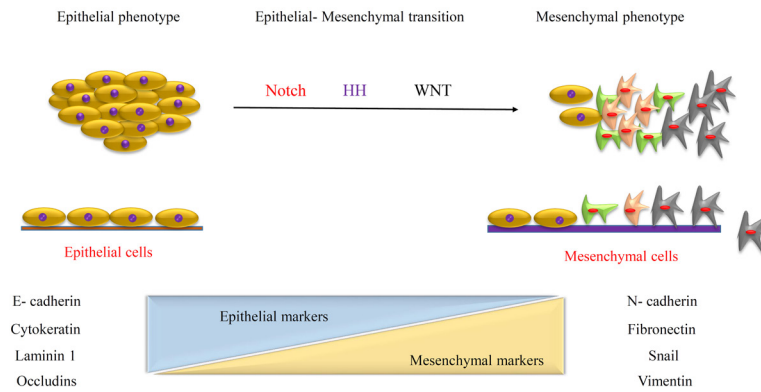 Epithelial phenotype
Epithelial- Mesenchymal transition
Mesenchymal phenotype
Notch HH WNT
Epithelial cells
Mesenchymal cells
E- cadherin
Cytokeratin
Laminin 1
Occludins
Epithelial markers
Mesenchymal markers
N- cadherin
Fibronectin
Snail
Vimentin